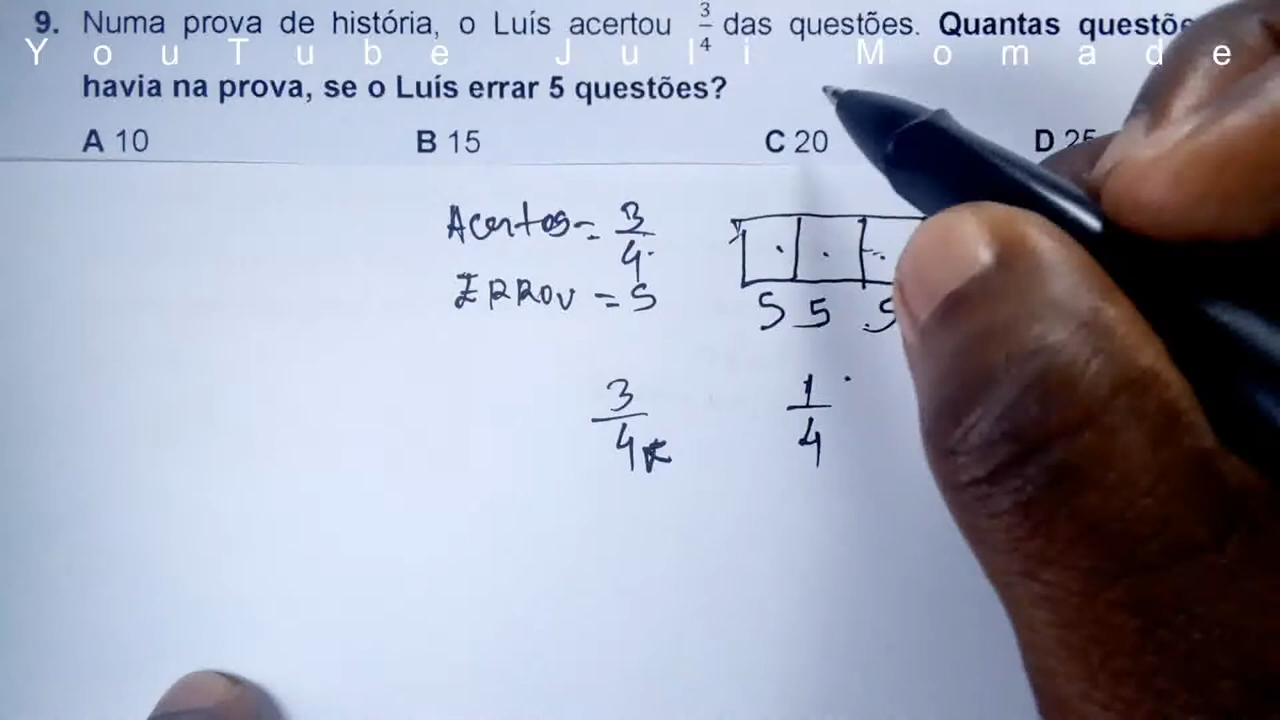 9. Numa prova de história, o Luís acertou 3/4 das questões. Quantas questõe
YouTube Juli Momade
havia na prova, se o Luís errar 5 questões?
A 10 B 15 C 20 D 25
Acertos = 3/4
ERROU = 5
5 5 5
3/4 1/4